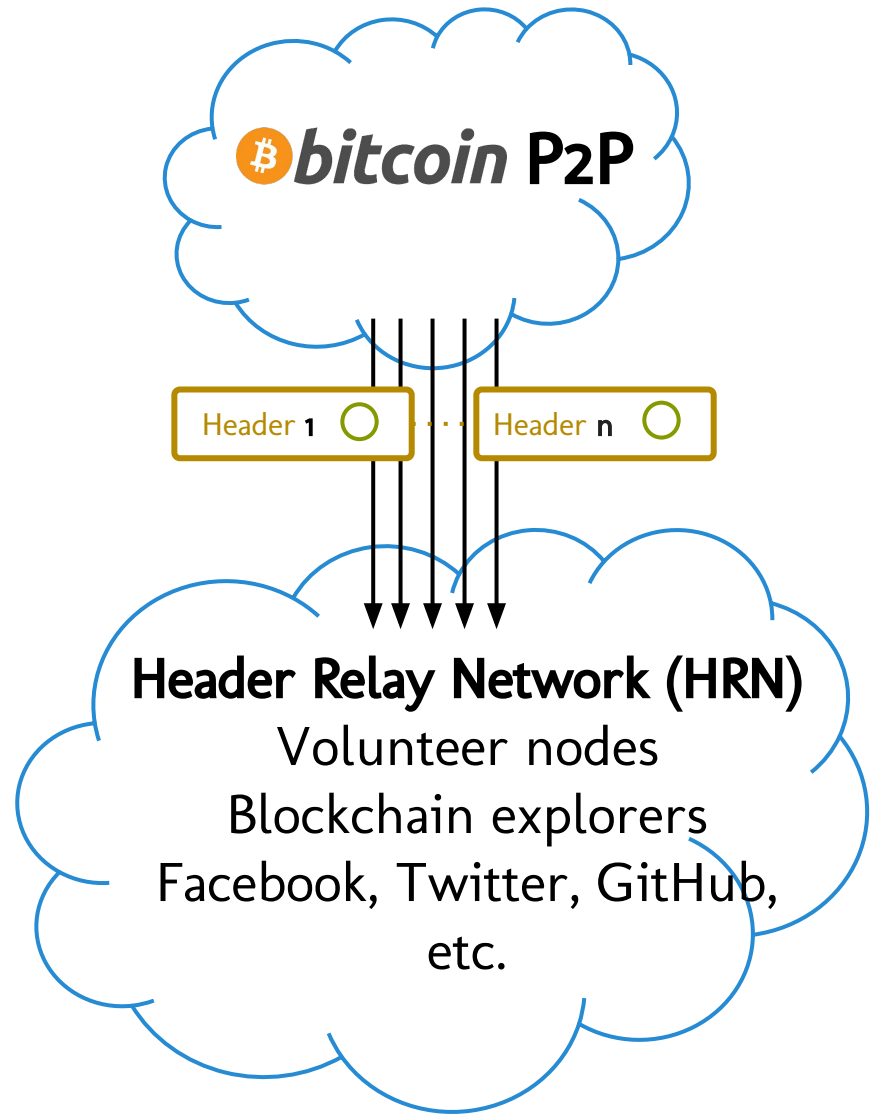 bitcoin P2P
Header 1
Header n
Header Relay Network (HRN)
Volunteer nodes
Blockchain explorers
Facebook, Twitter, GitHub,
etc.